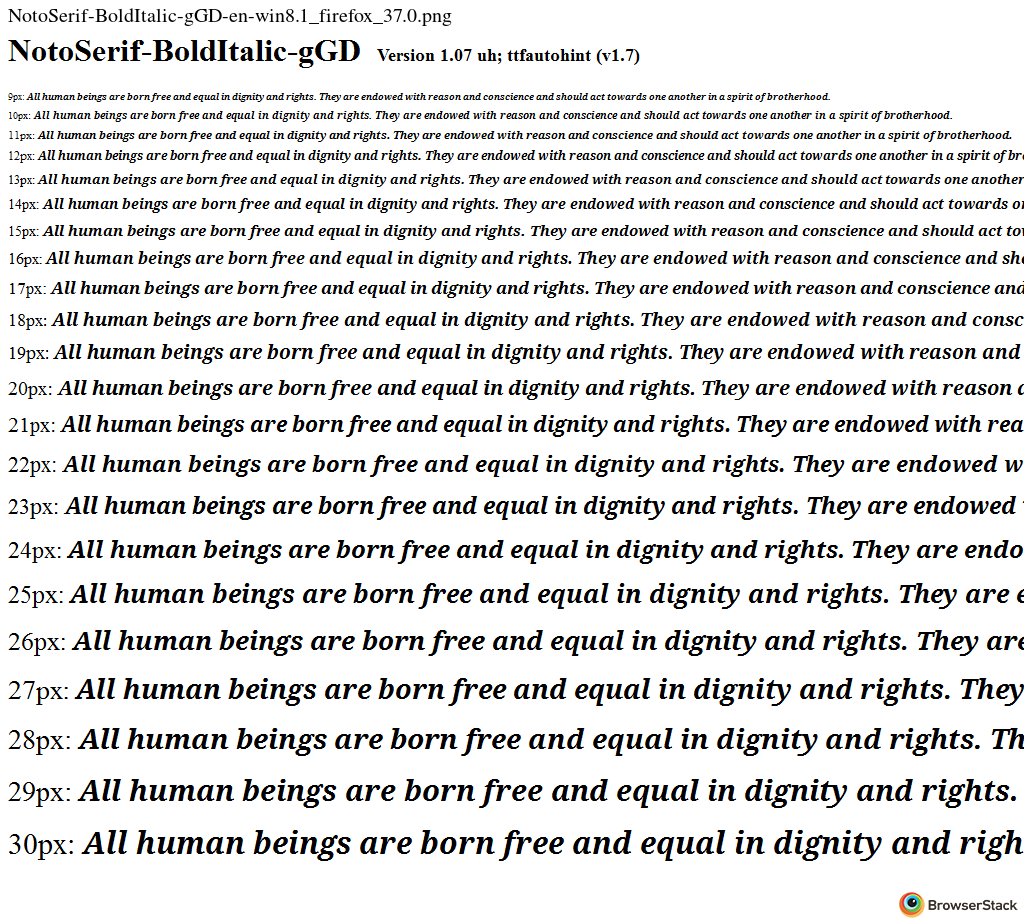 NotoSerif-BoldItalic-gGD-en-win8.1_firefox_37.0.png
NotoSerif-BoldItalic-gGD Version 1.07 uh; ttfautohint (v1.7)
9px: All human beings are born free and equal in dignity and rights. They are endowed with reason and conscience and should act towards one another in a spirit of brotherhood.
10px: All human beings are born free and equal in dignity and rights. They are endowed with reason and conscience and should act towards one another in a spirit of brotherhood.
11px: All human beings are born free and equal in dignity and rights. They are endowed with reason and conscience and should act towards one another in a spirit of brotherhood.
12px: All human beings are born free and equal in dignity and rights. They are endowed with reason and conscience and should act towards one another in a spirit of bro
13px: All human beings are born free and equal in dignity and rights. They are endowed with reason and conscience and should act towards one another
14px: All human beings are born free and equal in dignity and rights. They are endowed with reason and conscience and should act towards
15px: All human beings are born free and equal in dignity and rights. They are endowed with reason and conscience and should act
16px: All human beings are born free and equal in dignity and rights. They are endowed with reason and conscience and
17px: All human beings are born free and equal in dignity and rights. They are endowed with reason and conscience and
18px: All human beings are born free and equal in dignity and rights. They are endowed with reason and consc
19px: All human beings are born free and equal in dignity and rights. They are endowed with reason and
20px: All human beings are born free and equal in dignity and rights. They are endowed with reason
21px: All human beings are born free and equal in dignity and rights. They are endowed with rea
22px: All human beings are born free and equal in dignity and rights. They are endowed w
23px: All human beings are born free and equal in dignity and rights. They are endowed
24px: All human beings are born free and equal in dignity and rights. They are endo
25px: All human beings are born free and equal in dignity and rights. They are
26px: All human beings are born free and equal in dignity and rights. They are
27px: All human beings are born free and equal in dignity and rights. They
28px: All human beings are born free and equal in dignity and rights. Th
29px: All human beings are born free and equal in dignity and rights.
30px: All human beings are born free and equal in dignity and righ
BrowserStack